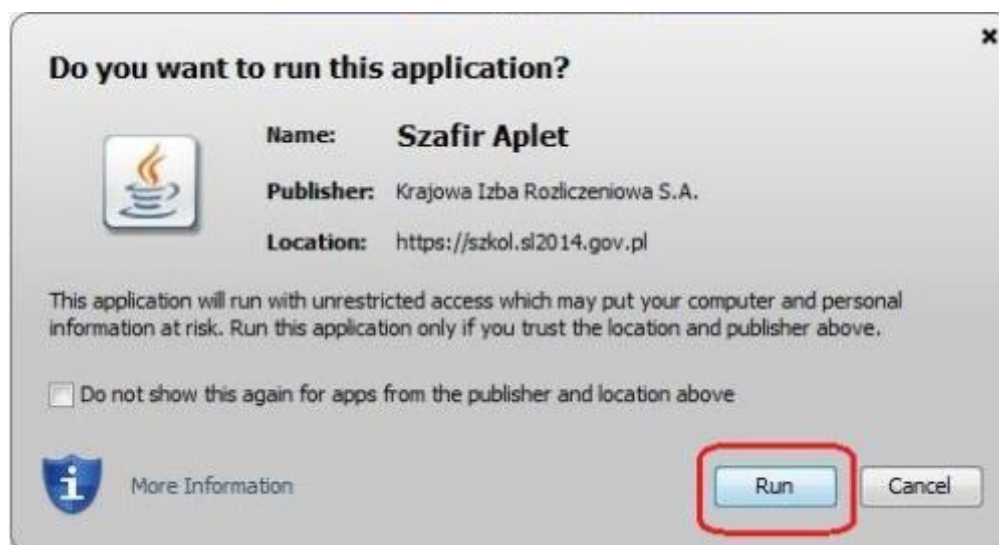 Do you want to run this application?
Name: Szafir Aplet
Publisher: Krajowa Izba Rozliczeniowa S.A.
Location: https://szkol.sl2014.gov.pl
This application will run with unrestricted access which may put your computer and personal
information at risk. Run this application only if you trust the location and publisher above.
Do not show this again for apps from the publisher and location above
More Information
Run Cancel